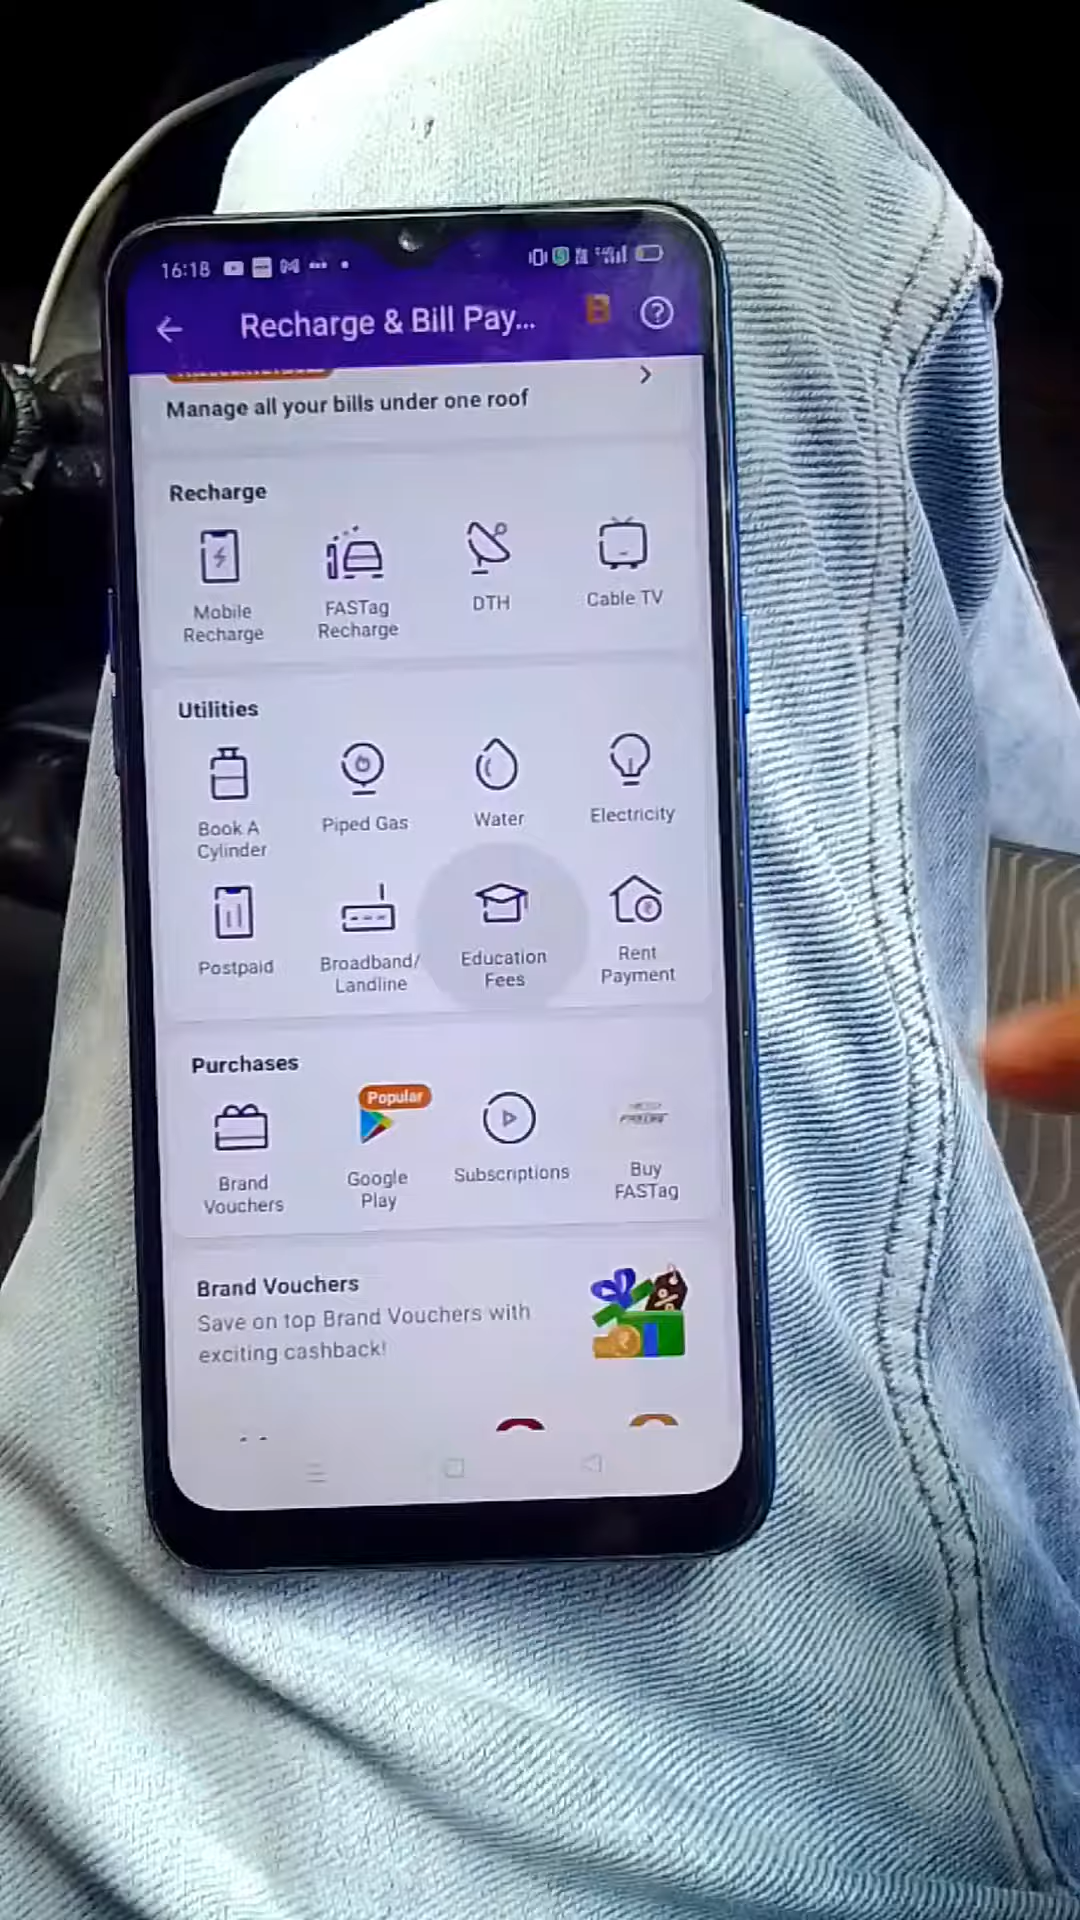 16:18
Recharge & Bill Pay...
B
Manage all your bills under one roof
Recharge
Mobile
Recharge
FASTag
Recharge
DTH
Cable TV
Utilities
Book A
Cylinder
Piped Gas
Water
Electricity
Postpaid
Broadband/
Landline
Education
Fees
Rent
Payment
Purchases
Popular
Brand
Vouchers
Google
Play
Subscriptions
Buy
FASTag
Brand Vouchers
Save on top Brand Vouchers with
exciting cashback!